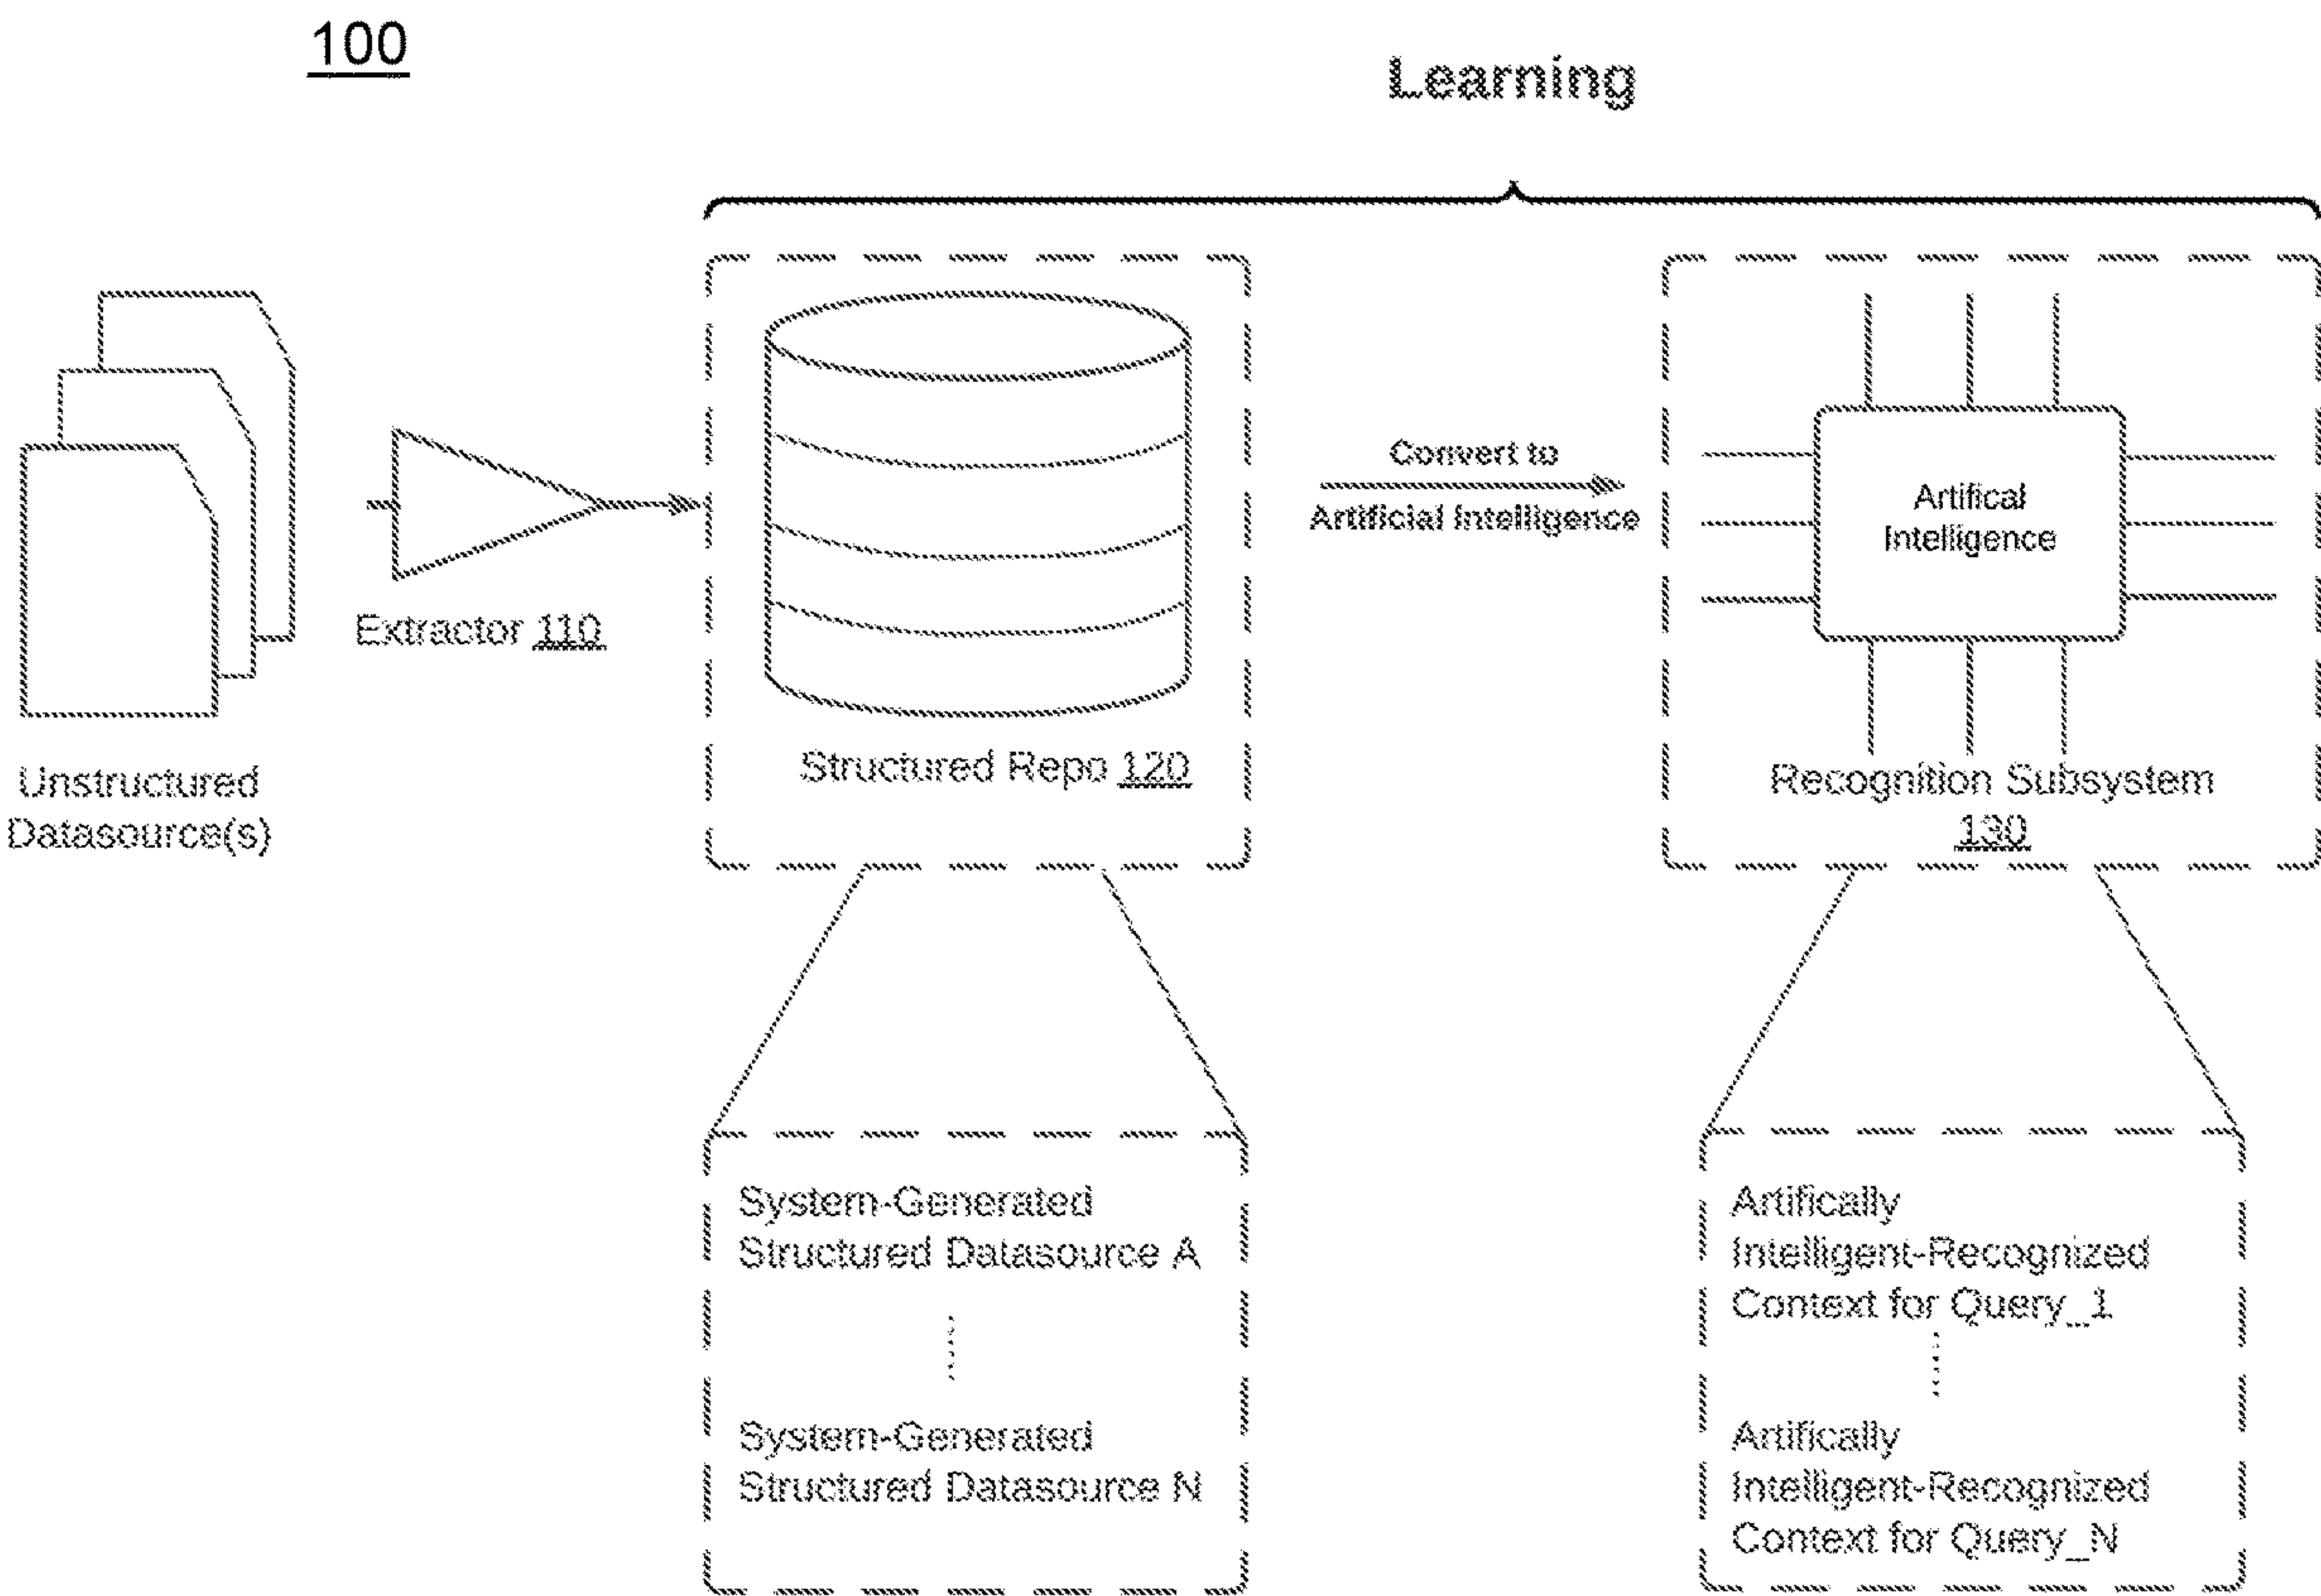 100
Learning
Convert to
Artificial Intelligence
Artifical
Intelligence
Extractor 110
Structured Repo 120
Recognition Subsystem
130
Unstructured
Datasource(s)
System-Generated
Structured Datasource A
System-Generated
Structured Datasource N
Artifically
Intelligent-Recognized
Context for Query_1
Artifically
Intelligent-Recognized
Context for Query_N